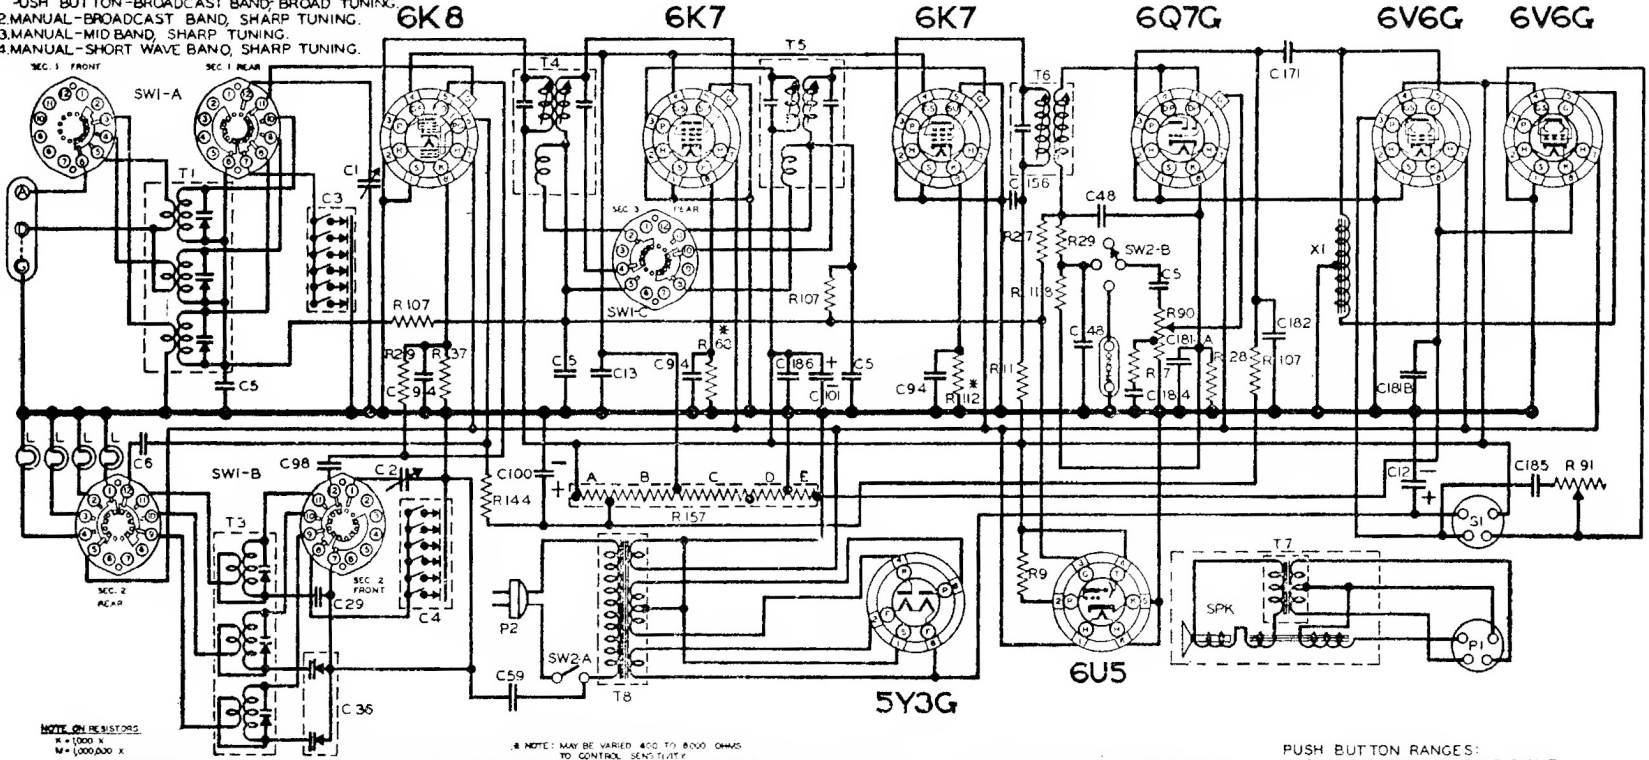 PUSH BUTTON-BROADCAST BAND, BROAD TUNING.
2.MANUAL-BROADCAST BAND, SHARP TUNING.
3.MANUAL-MID BAND, SHARP TUNING.
4.MANUAL-SHORT WAVE BAND, SHARP TUNING.
6K8
6K7
6K7
6Q7G
6V6G
6V6G
SEC. 1 FRONT
SEC. 1 REAR
SW1-A
T4
T5
T6
C171
T1
C1
C3
C156
C48
R27
R29
SW2-B
X1
SEC. 3 REAR
SW1-C
R107
R107
C5
R118
R90
C48
C181-A
C182
R29
R37
C94
C15
C13
C94
R160
*
C186
+
-
C101
C5
C94
R112
*
R11
R17
C184
R28
R107
C181B
C5
L
L
L
L
C6
SW1-B
C98
C2
C100
-
+
R144
A
B
C
D
E
R157
C12
-
+
C185
R91
S1
SEC. 2
REAR
T3
C29
SEC. 2
FRONT
C4
P2
SW2-A
T8
C59
C36
R9
5Y3G
6U5
T7
SPK
P1
NOTE ON RESISTORS
K = 1,000 X
M = 1,000,000 X
* NOTE: MAY BE VARIED 400 TO 8000 OHMS
TO CONTROL SENSITIVITY
PUSH BUTTON RANGES: